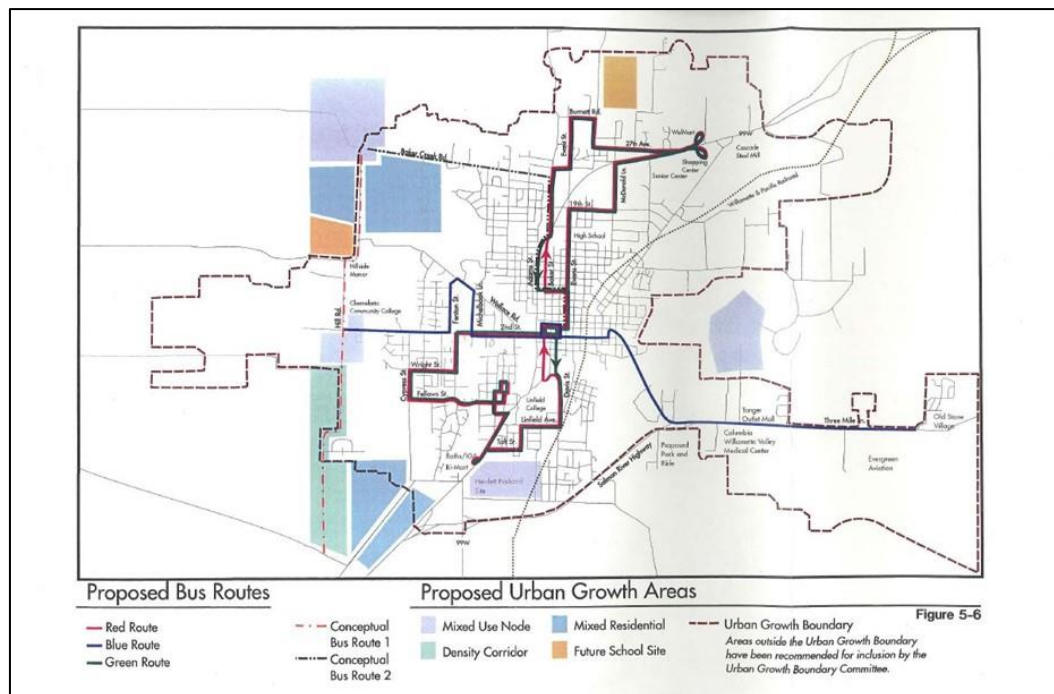 Burnett Rd.
WalMart
99W
27th Ave.
Cascade
Steel Mill
Evans St.
Shopping
Center
Baker Creek Rd.
McDonald Ln.
Senior Center
Willamette & Pacific Railroad
19th St.
High School
Adams St.
Baker St.
Evans St.
Hillside
Manor
Michelbook Ln.
Wallace Rd.
Chemeketa
Community College
Fenton St.
Hill Rd.
2nd St.
Wright St.
Cypress St.
Fellows St.
Davis St.
Linfield
College
Linfield Ave.
Tanger
Outlet Mall
Three Mile Ln.
Old Stone
Village
Taft St.
Columbia
Willamette Valley
Medical Center
Proposed
Park and
Ride
Evergreen
Aviation
Bi-Mart
Salmon River Highway
Hewlett Packard
Site
99W
Proposed Bus Routes
Proposed Urban Growth Areas
Figure 5-6
Red Route
Blue Route
Green Route
Conceptual
Bus Route 1
Conceptual
Bus Route 2
Mixed Use Node
Density Corridor
Mixed Residential
Future School Site
Urban Growth Boundary
Areas outside the Urban Growth Boundary
have been recommended for inclusion by the
Urban Growth Boundary Committee.